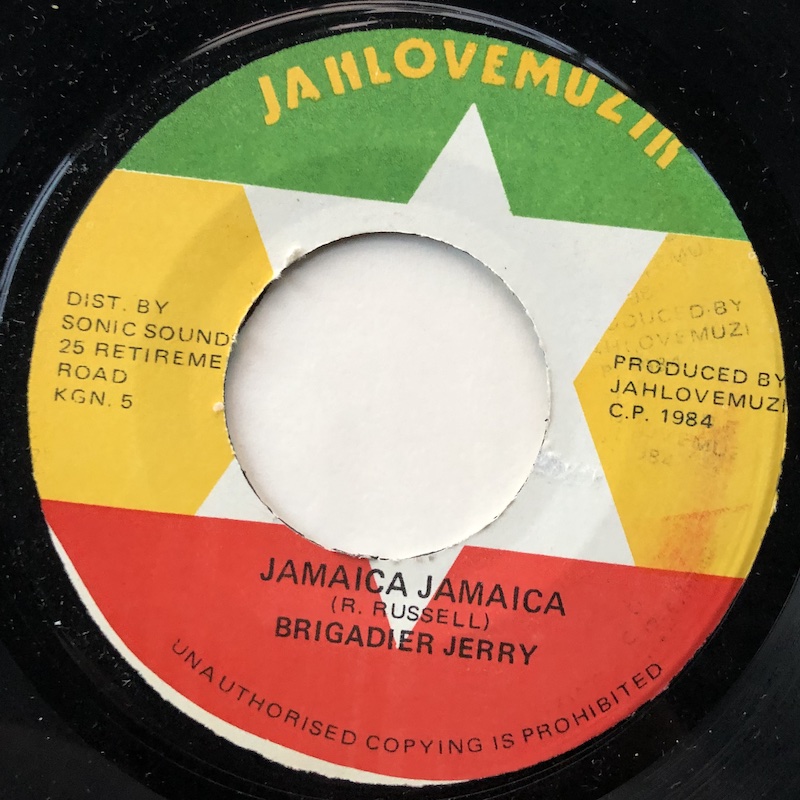 JAHLOVEMUZIK
DIST. BY
SONIC SOUND
25 RETIREME
ROAD
KGN. 5
PRODUCED BY
JAHLOVEMUZI
C.P. 1984
JAMAICA JAMAICA
(R. RUSSELL)
BRIGADIER JERRY
UNAUTHORISED COPYING IS PROHIBITED